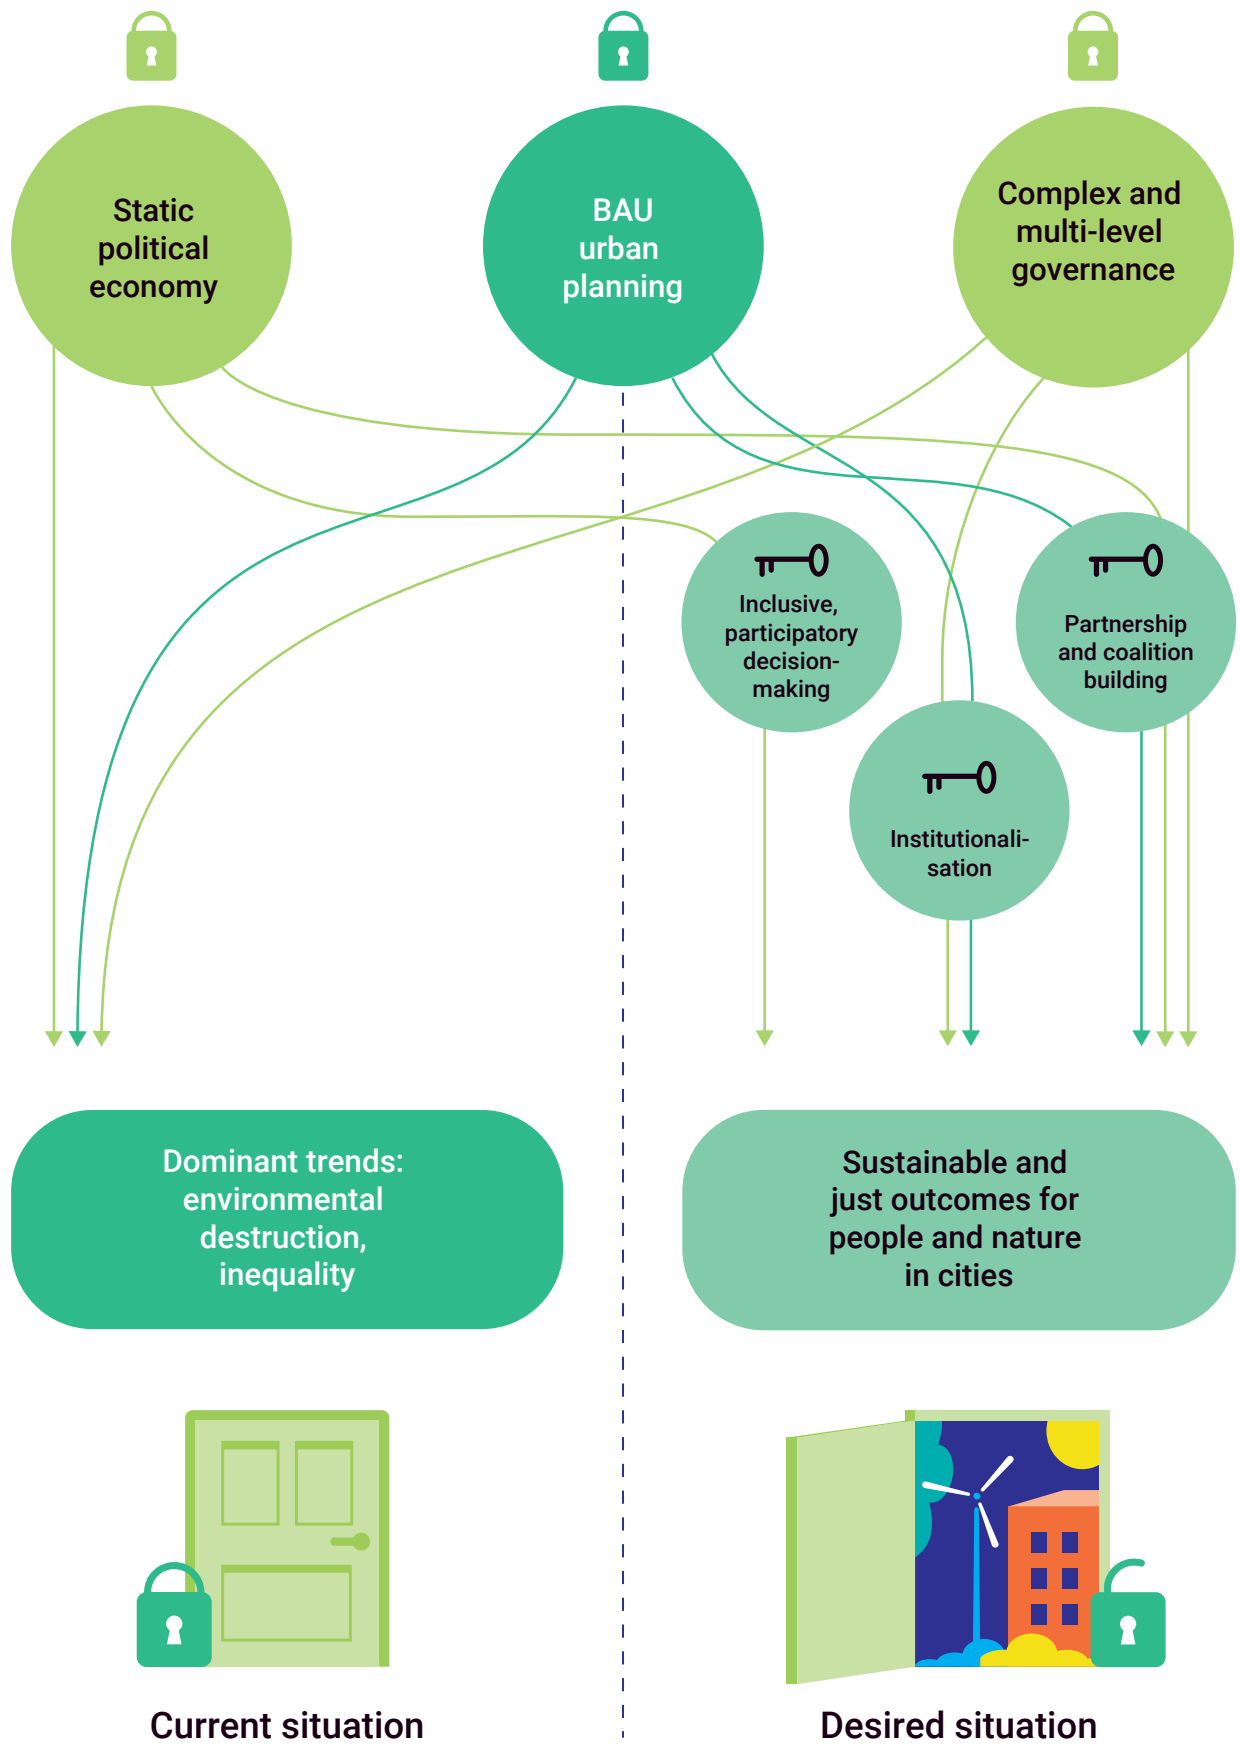 Static
political
economy
BAU
urban
planning
Complex and
multi-level
governance
Inclusive,
participatory
decision-
making
Partnership
and coalition
building
Institutionali-
sation
Dominant trends:
environmental
destruction,
inequality
Sustainable and
just outcomes for
people and nature
in cities
Current situation
Desired situation